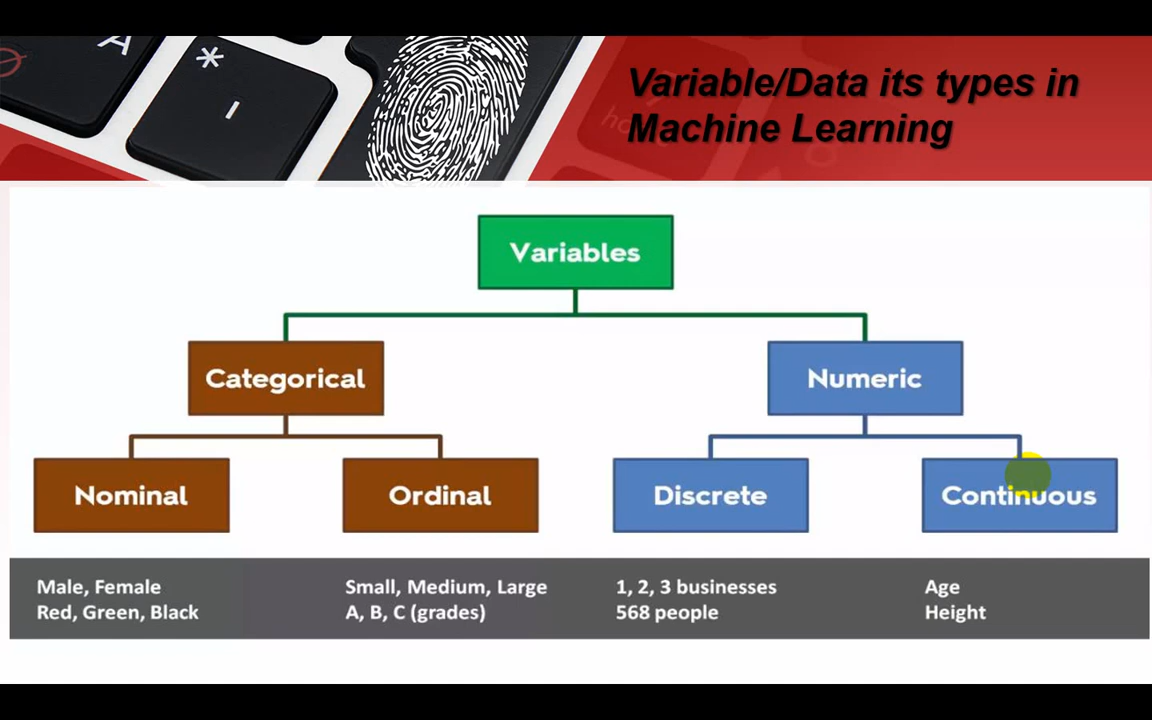 A
*
-
Variable/Data its types in
Machine Learning
Variables
Categorical
Numeric
Nominal
Ordinal
Discrete
Continuous
Male, Female
Red, Green, Black
Small, Medium, Large
A, B, C (grades)
1, 2, 3 businesses
568 people
Age
Height